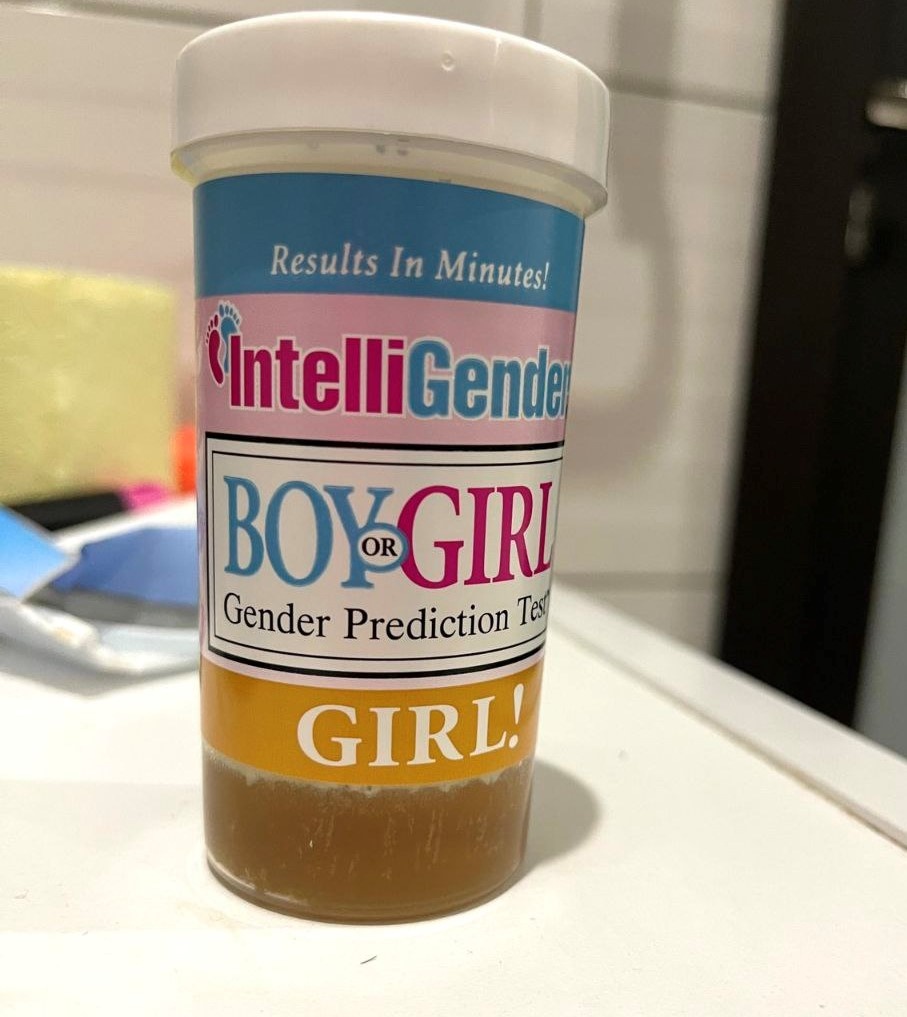 Results In Minutes!
IntelliGender
BOY OR GIRL
Gender Prediction Test
GIRL!